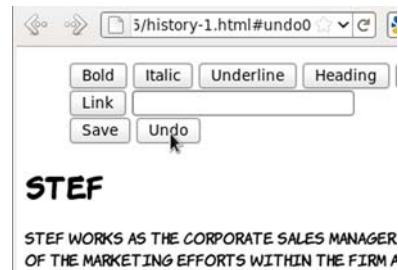 5/history-1.html#undo0
Bold Italic Underline Heading
Link
Save Undo
STEF
STEF WORKS AS THE CORPORATE SALES MANAGER
OF THE MARKETING EFFORTS WITHIN THE FIRM A